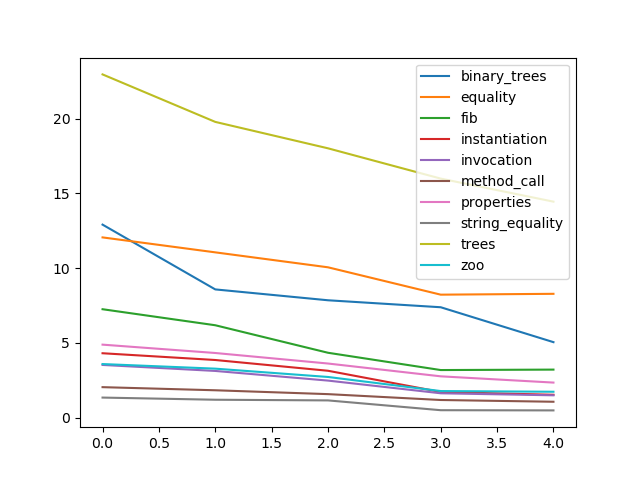 20
15
10
5
0
0.0 0.5 1.0 1.5 2.0 2.5 3.0 3.5 4.0
binary_trees
equality
fib
instantiation
invocation
method_call
properties
string_equality
trees
zoo